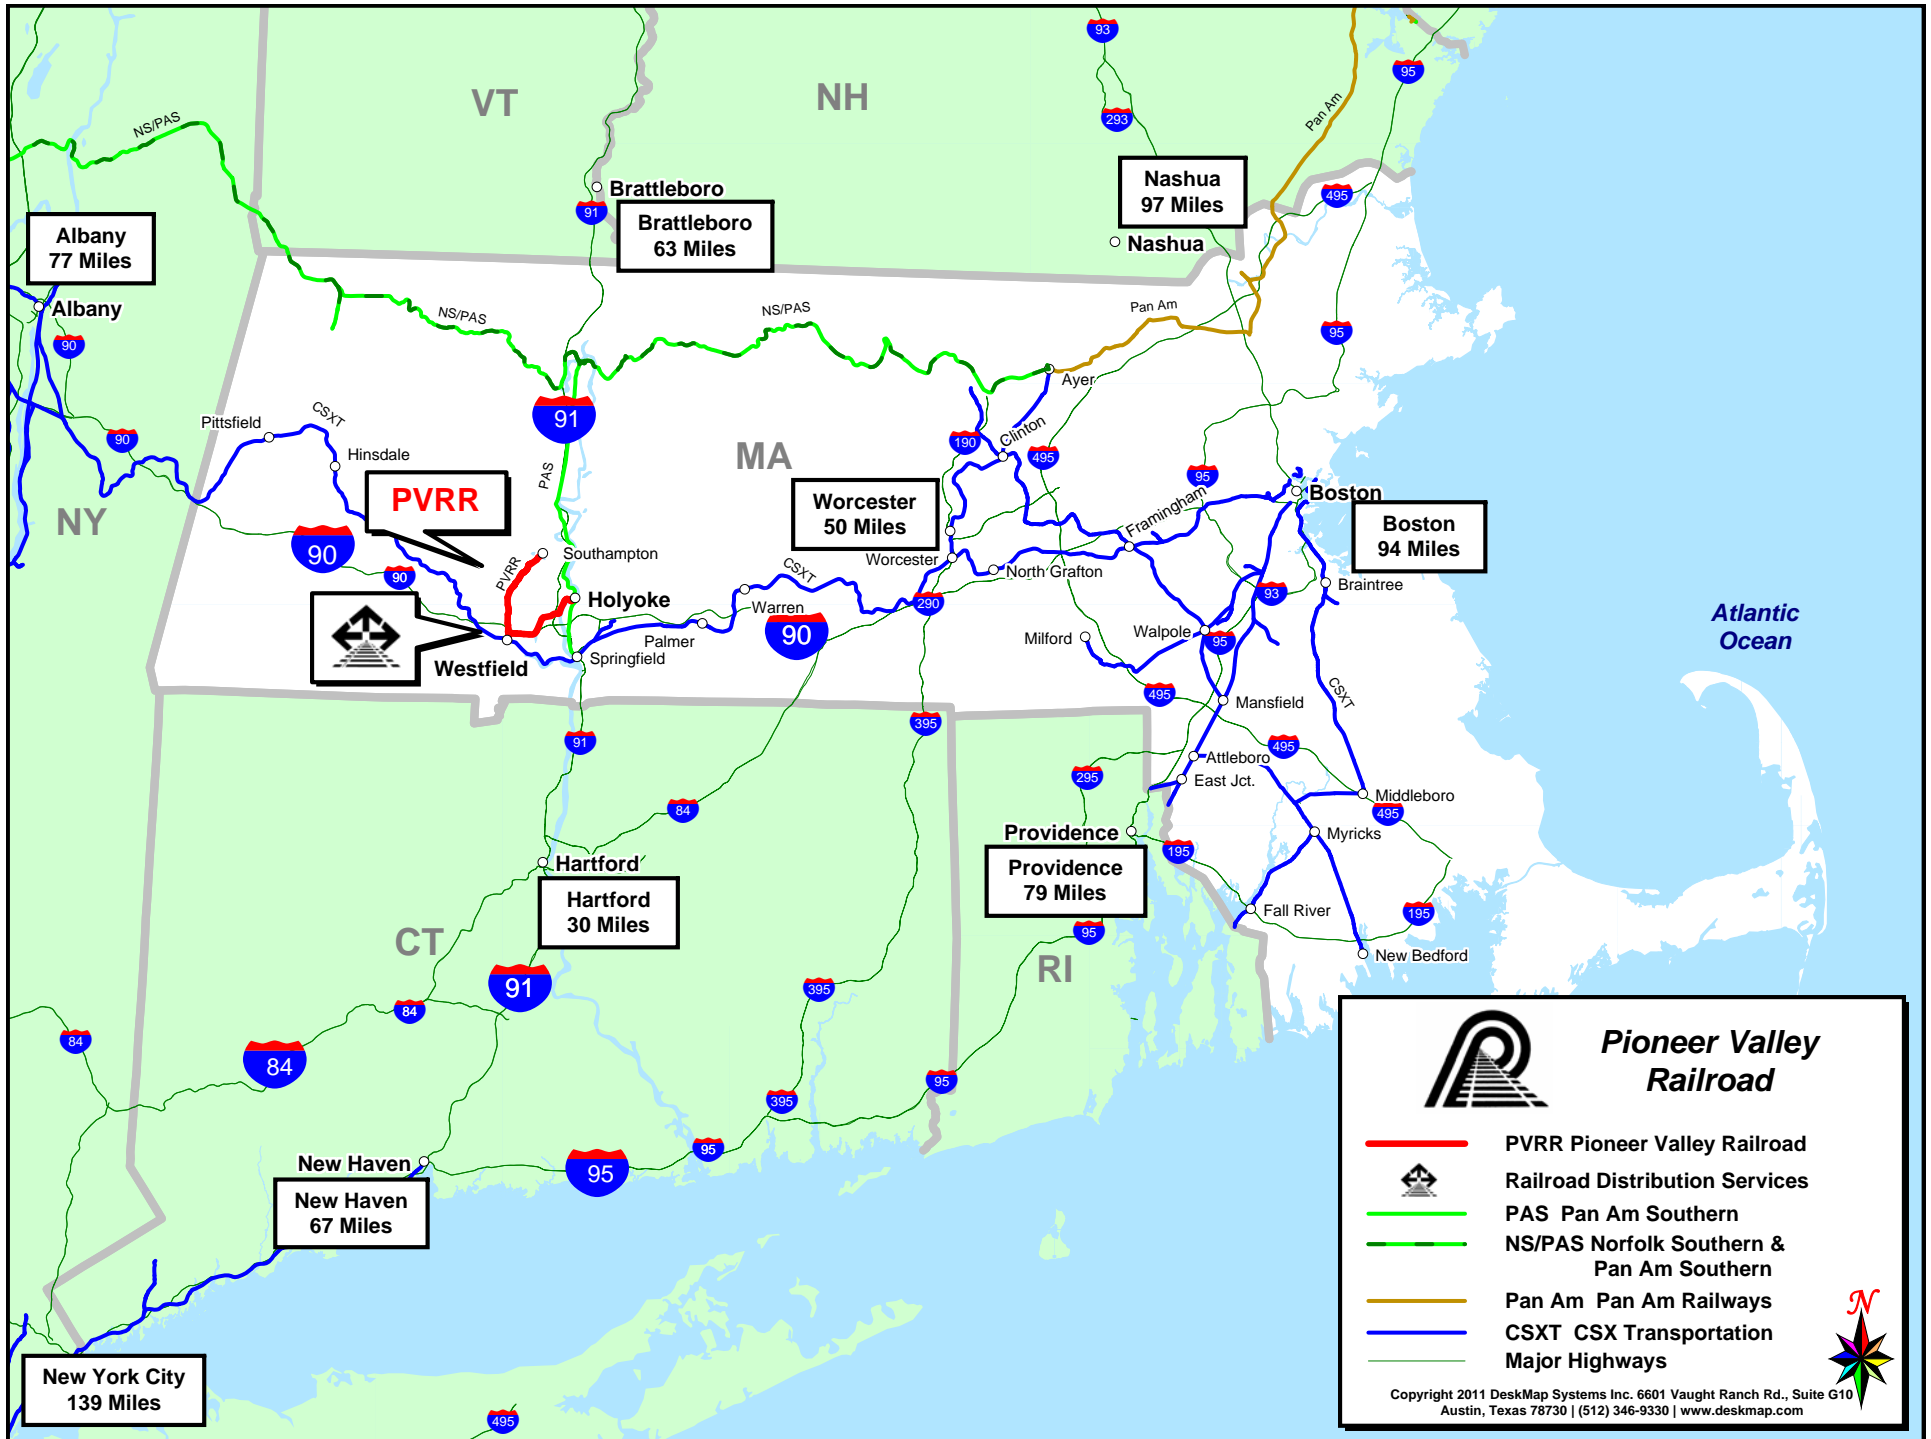 93
95
VT
NH
293
Pan Am
NS/PAS
Nashua
97 Miles
Brattleboro
495
91
Brattleboro
63 Miles
Albany
77 Miles
Nashua
Albany
NS/PAS
NS/PAS
Pan Am
90
95
Ayer
91
CSXT
Pittsfield
90
Hinsdale
190
Clinton
495
MA
PAS
95
PVRR
Worcester
50 Miles
Framingham
Boston
Boston
94 Miles
NY
90
Southampton
PVRR
90
CSXT
Worcester
North Grafton
Braintree
93
Holyoke
Warren
290
90
Atlantic
Ocean
Palmer
Milford
Walpole
95
Westfield
Springfield
495
CSXT
Mansfield
395
91
495
Attleboro
East Jct.
295
Middleboro
495
84
Providence
Myricks
195
Hartford
Providence
79 Miles
Hartford
30 Miles
Fall River
195
CT
95
New Bedford
RI
91
395
84
84
84
95
395
95
95
New Haven
New Haven
67 Miles
New York City
139 Miles
495
Pioneer Valley
Railroad
PVRR Pioneer Valley Railroad
Railroad Distribution Services
PAS Pan Am Southern
NS/PAS Norfolk Southern &
Pan Am Southern
Pan Am Pan Am Railways
CSXT CSX Transportation
Major Highways
N
Copyright 2011 DeskMap Systems Inc. 6601 Vaught Ranch Rd., Suite G10
Austin, Texas 78730 | (512) 346-9330 | www.deskmap.com